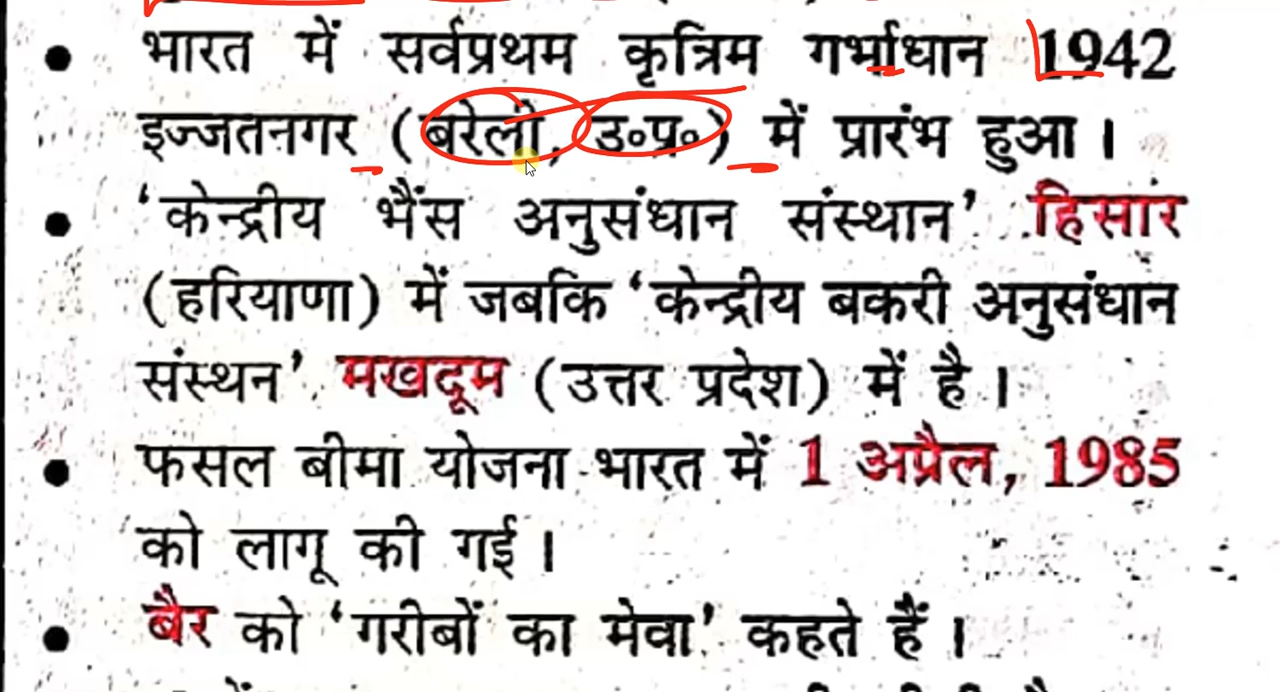 भारत में सर्वप्रथम कृत्रिम गर्भाधान 1942
इज्जतनगर (बरेली, उ०प्र०) में प्रारंभ हुआ ।
‘केन्द्रीय भैंस अनुसंधान संस्थान’ हिसार
(हरियाणा) में जबकि ‘केन्द्रीय बकरी अनुसंधान
संस्थन’ मखदूम (उत्तर प्रदेश) में है ।
फसल बीमा योजना भारत में 1 अप्रैल, 1985
को लागू की गई ।
बैर को ‘गरीबों का मेवा’ कहते हैं ।